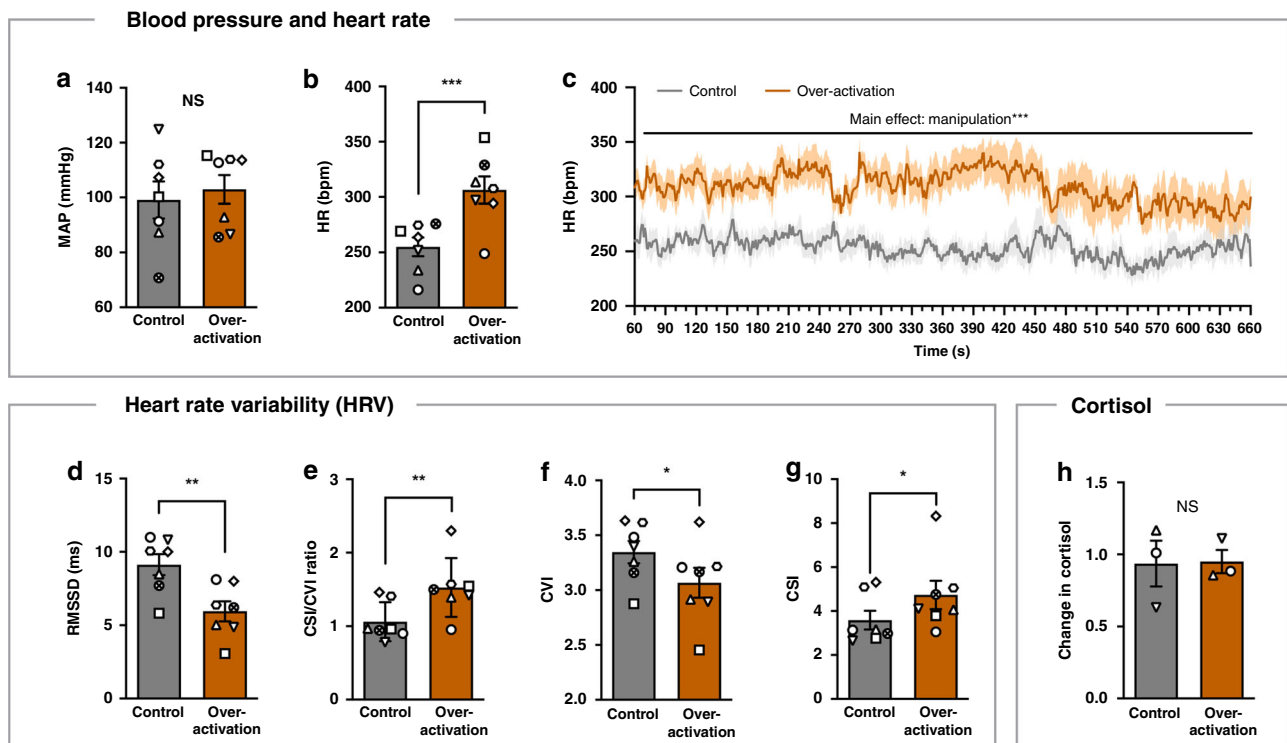 Blood pressure and heart rate
a
MAP (mmHg)
120
140
100
80
60
NS
Control
Over-
activation
b
HR (bpm)
400
350
300
250
200
***
Control
Over-
activation
c
HR (bpm)
400
350
300
250
200
Control
Over-activation
Main effect: manipulation***
60 90 120 150 180 210 240 270 300 330 360 390 420 450 480 510 540 570 600 630 660
Time (s)
Heart rate variability (HRV)
d
RMSSD (ms)
15
10
5
0
**
Control
Over-
activation
e
CSI/CVI ratio
3
2
1
0
**
Control
Over-
activation
f
CVI
4.0
3.5
3.0
2.5
2.0
*
Control
Over-
activation
g
CSI
10
8
6
4
2
0
*
Control
Over-
activation
Cortisol
h
Change in cortisol
1.5
1.0
0.5
0.0
NS
Control
Over-
activation